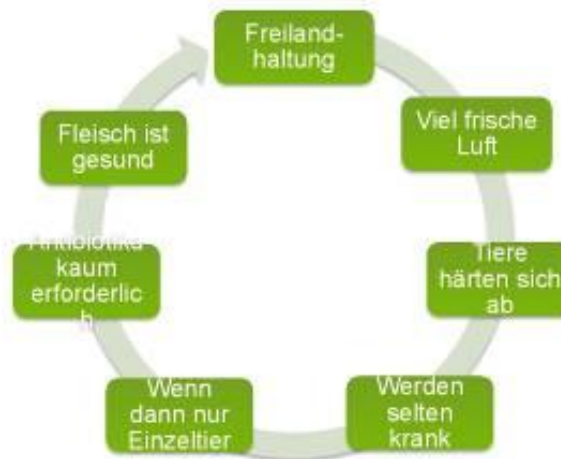 Freiland-
haltung
Viel frische
Luft
Tiere
härten sich
ab
Werden
selten
krank
Wenn
dann nur
Einzeltier
Antibiotika
kaum
erforderlic
h
Fleisch ist
gesund